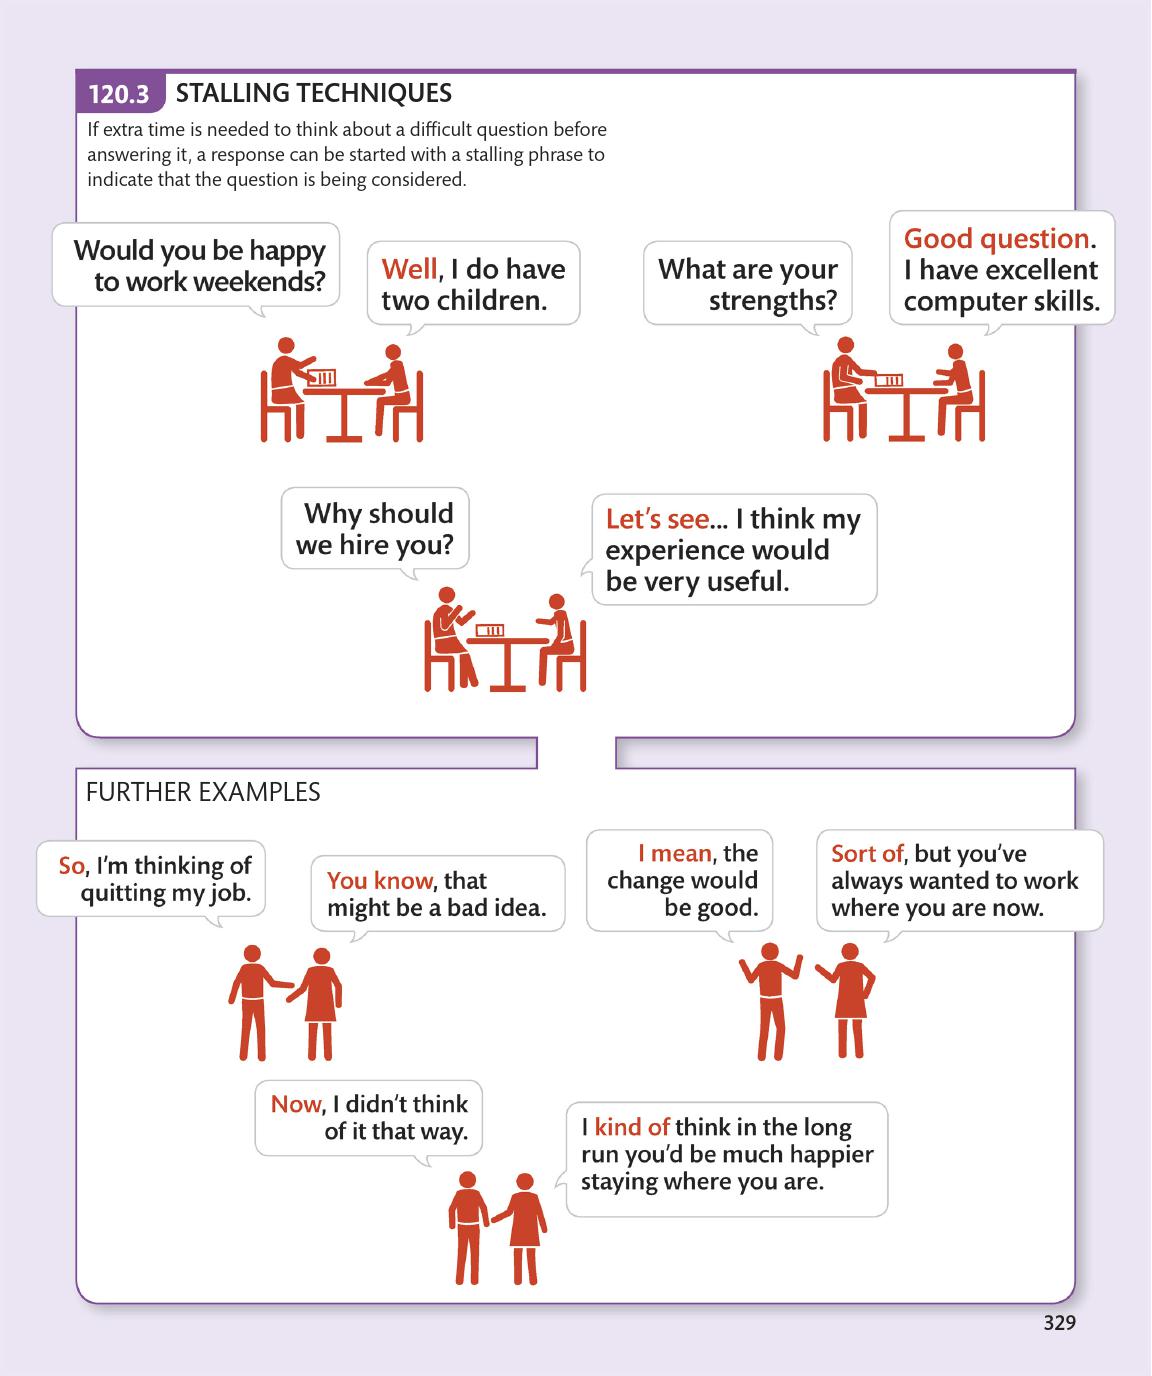 120.3 STALLING TECHNIQUES
If extra time is needed to think about a difficult question before
answering it, a response can be started with a stalling phrase to
indicate that the question is being considered.
Would you be happy
to work weekends?
Well, I do have
two children.
What are your
strengths?
Good question.
I have excellent
computer skills.
Why should
we hire you?
Let's see... I think my
experience would
be very useful.
FURTHER EXAMPLES
So, I'm thinking of
quitting my job.
You know, that
might be a bad idea.
I mean, the
change would
be good.
Sort of, but you've
always wanted to work
where you are now.
Now, I didn't think
of it that way.
I kind of think in the long
run you'd be much happier
staying where you are.
329